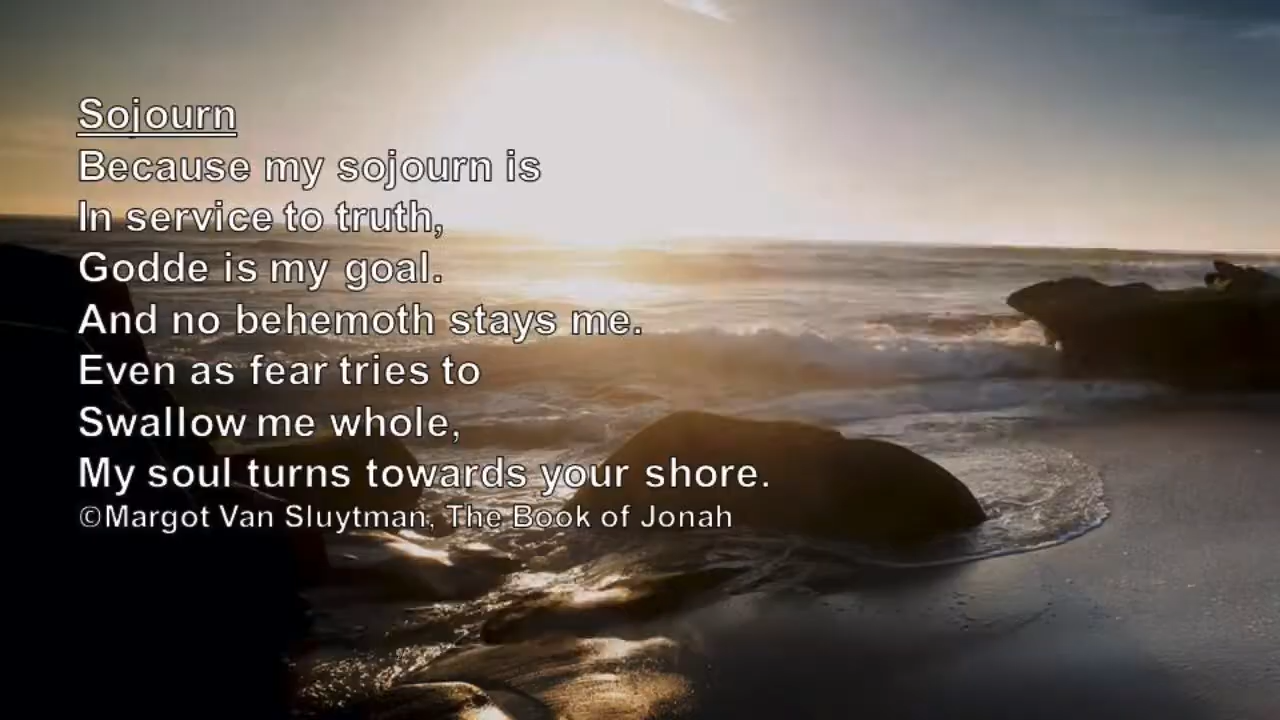 Sojourn
Because my sojourn is
In service to truth,
Godde is my goal.
And no behemoth stays me.
Even as fear tries to
Swallow me whole,
My soul turns towards your shore.
©Margot Van Sluytman, The Book of Jonah